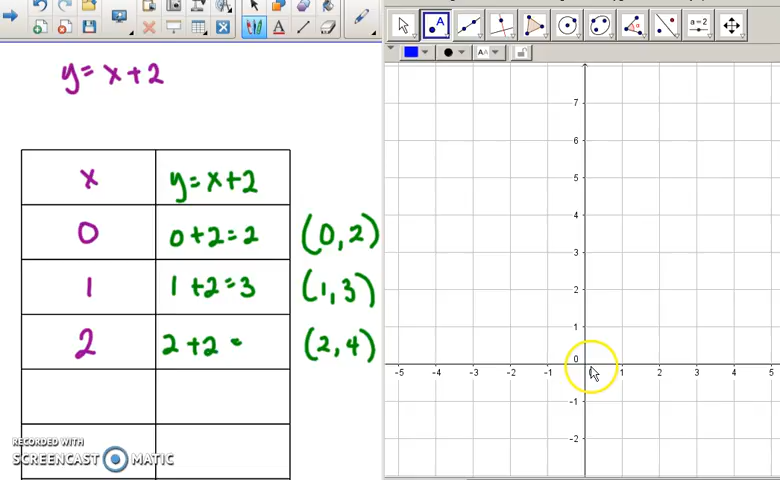 y = x + 2
x y = x + 2
0 0 + 2 = 2 (0, 2)
1 1 + 2 = 3 (1, 3)
2 2 + 2 = (2, 4)
RECORDED WITH
SCREENCAST MATIC
A
a = 2
AA
7
6
5
4
3
2
1
0
-5 -4 -3 -2 -1 1 2 3 4 5
-1
-2